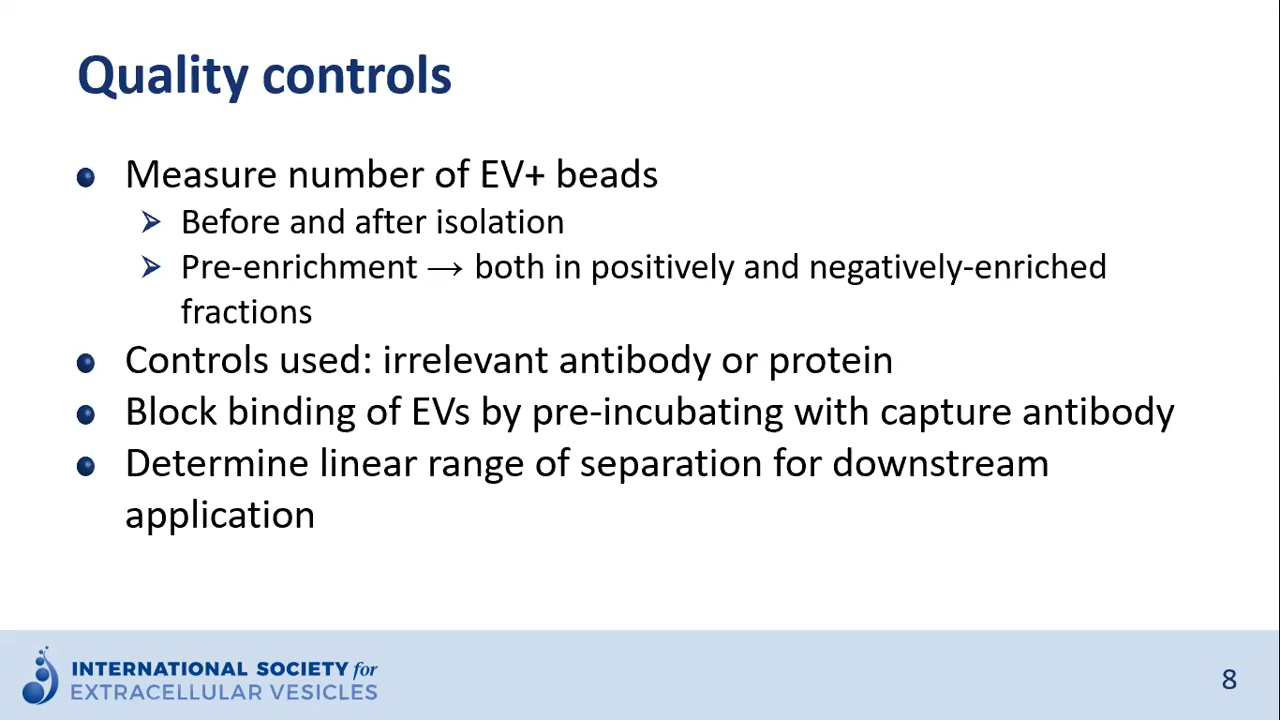 Quality controls
Measure number of EV+ beads
Before and after isolation
Pre-enrichment → both in positively and negatively-enriched
fractions
Controls used: irrelevant antibody or protein
Block binding of EVs by pre-incubating with capture antibody
Determine linear range of separation for downstream
application
INTERNATIONAL SOCIETY for
EXTRACELLULAR VESICLES
8